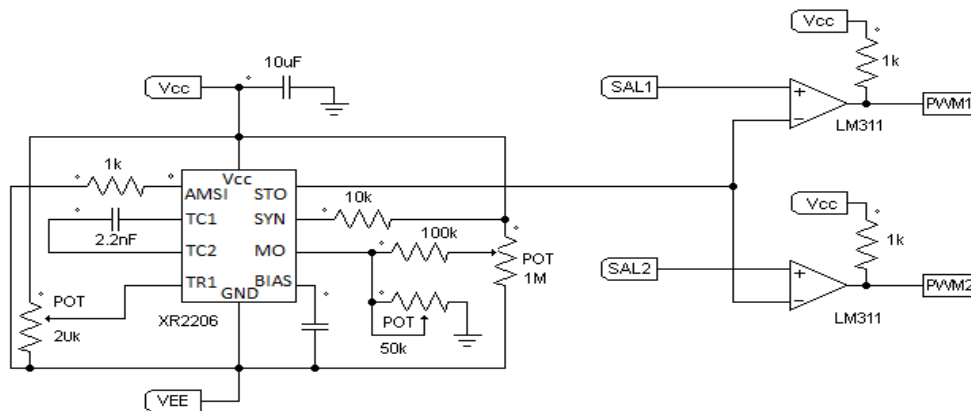 Vcc
10uF
1k
SAL1
PWM1
LM311
Vcc
1k
Vcc
AMSI
STO
10k
TC1
SYN
2.2nF
100k
TC2
MO
POT
1M
TR1
BIAS
GND
POT
2Uk
XR2206
POT
50k
VEE
Vcc
1k
SAL2
PWM2
LM311